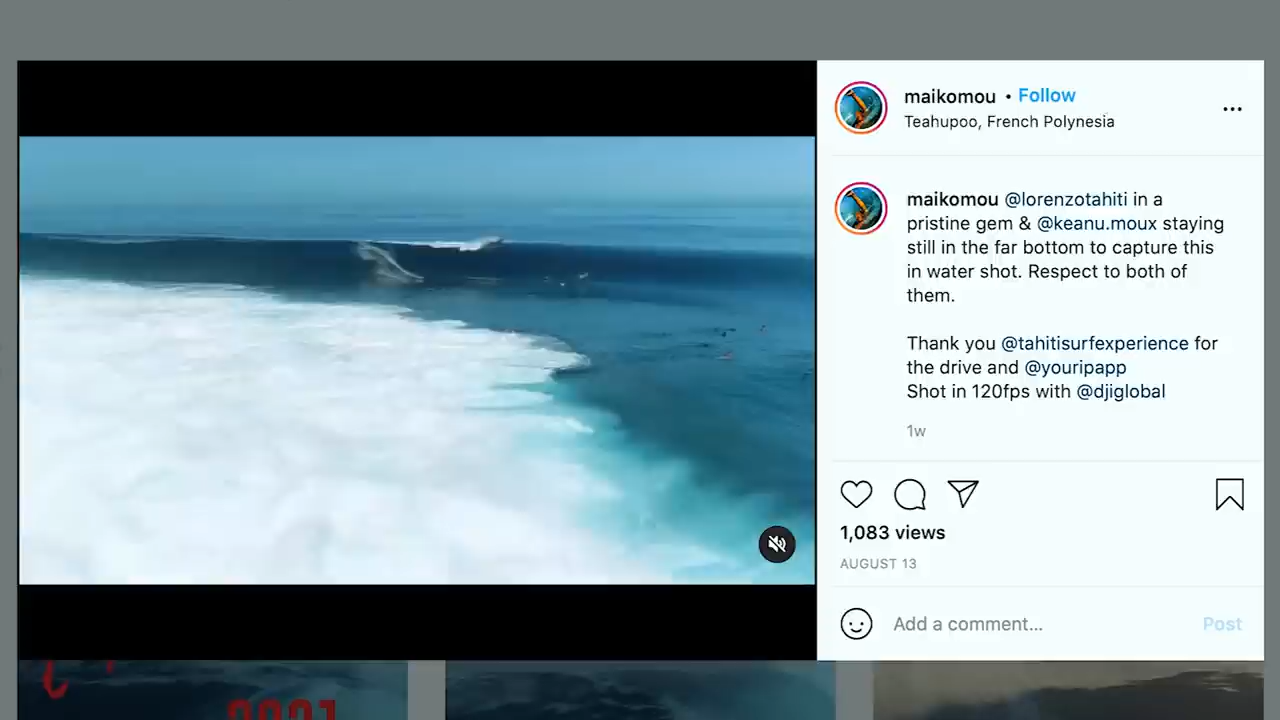 maikomou • Follow
Teahupoo, French Polynesia
maikomou @lorenzotahiti in a
pristine gem & @keanu.moux staying
still in the far bottom to capture this
in water shot. Respect to both of
them.
Thank you @tahitisurfexperience for
the drive and @youripapp
Shot in 120fps with @djiglobal
1w
1,083 views
AUGUST 13
Add a comment...
Post
2021